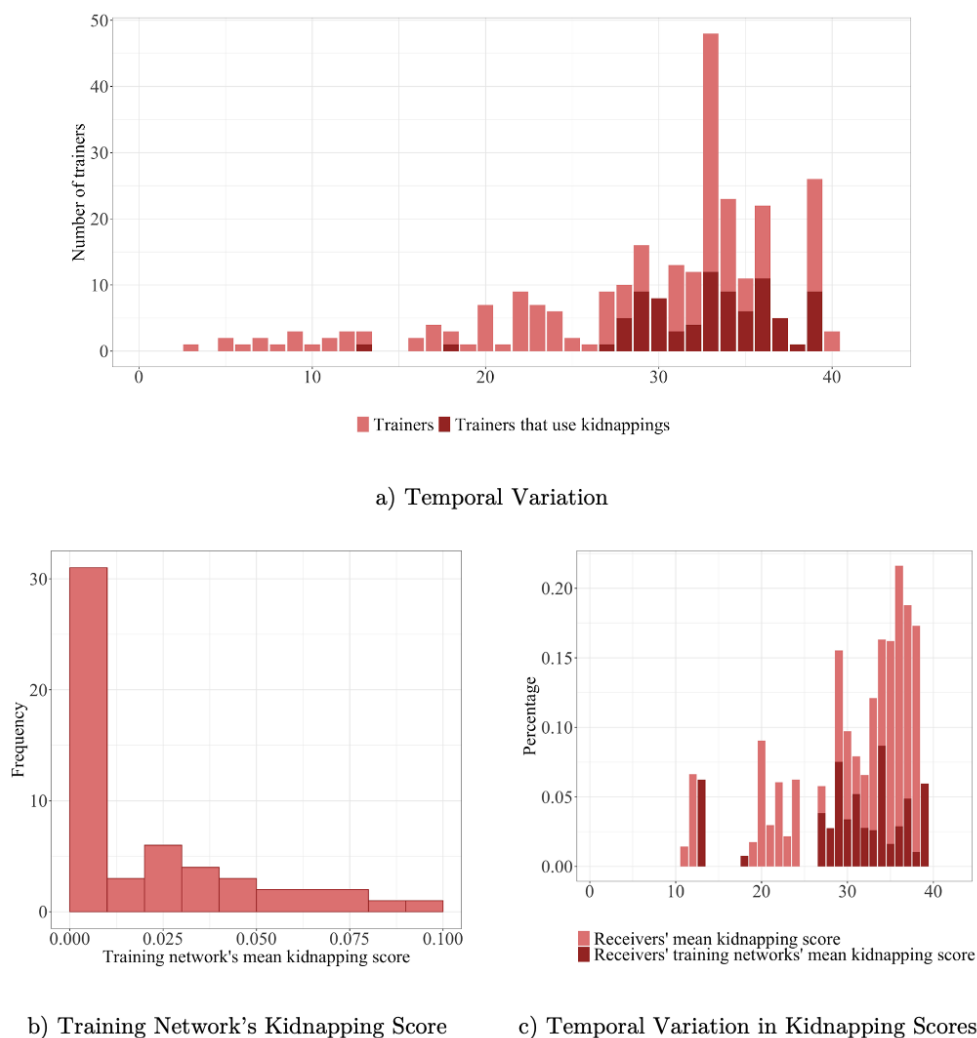 50
40
30
20
10
0
Number of trainers
0 10 20 30 40
Trainers Trainers that use kidnappings
a) Temporal Variation
30
20
10
0
Frequency
0.000 0.025 0.050 0.075 0.100
Training network's mean kidnapping score
b) Training Network's Kidnapping Score
0.20
0.15
0.10
0.05
0.00
Percentage
0 10 20 30 40
Receivers' mean kidnapping score
Receivers' training networks' mean kidnapping score
c) Temporal Variation in Kidnapping Scores